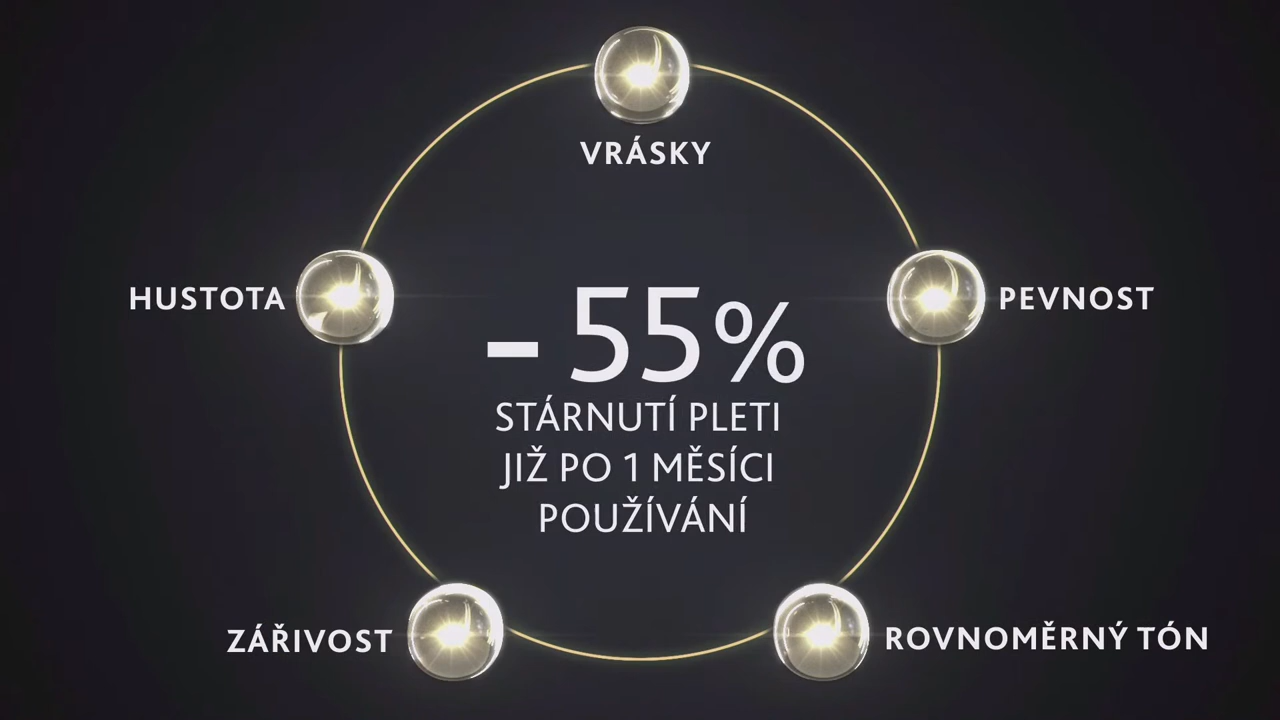 VRÁSKY
HUSTOTA
PEVNOST
- 55%
STÁRNUTÍ PLETI
JIŽ PO 1 MĚSÍCI
POUŽÍVÁNÍ
ZÁŘIVOST
ROVNOMĚRNÝ TÓN